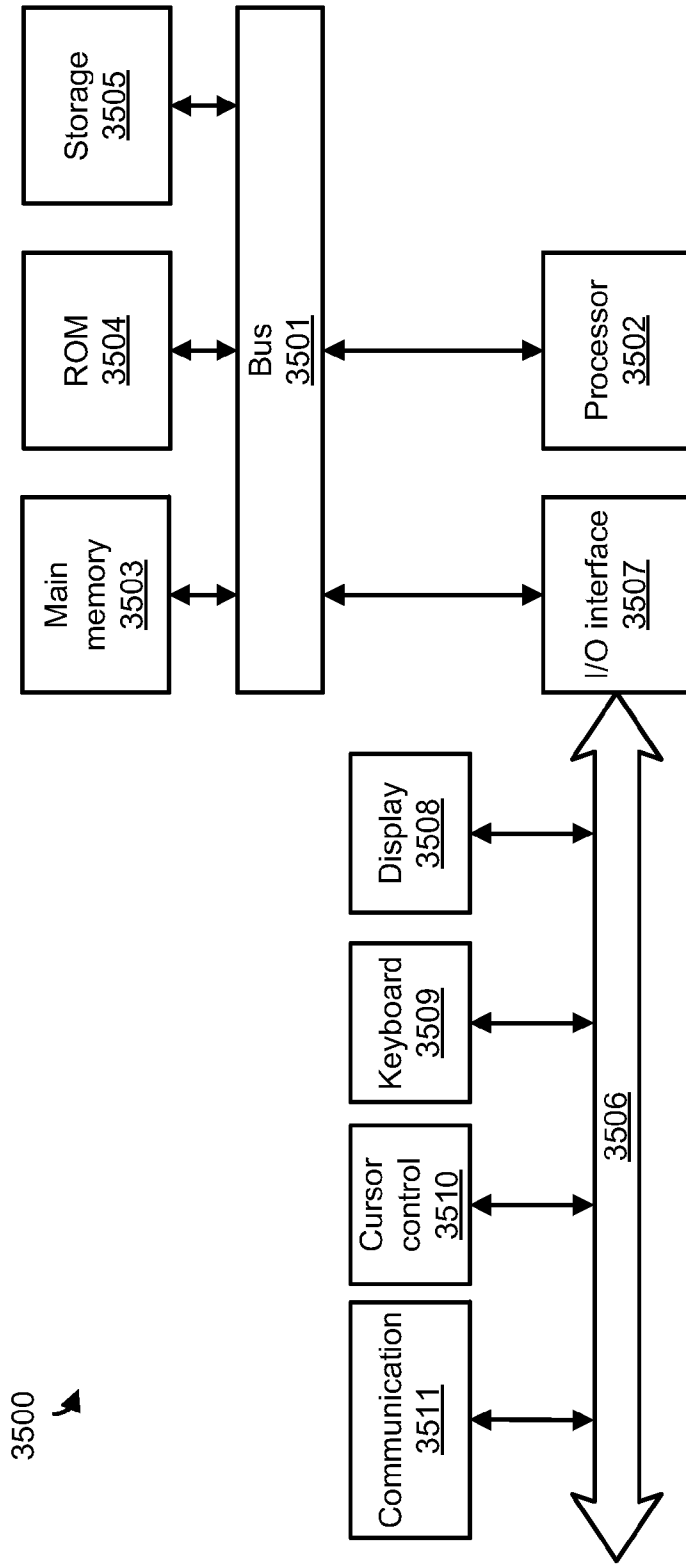 3500
Communication
3511
Cursor
control
3510
Keyboard
3509
Display
3508
3506
Main
memory
3503
ROM
3504
Storage
3505
Bus
3501
I/O interface
3507
Processor
3502